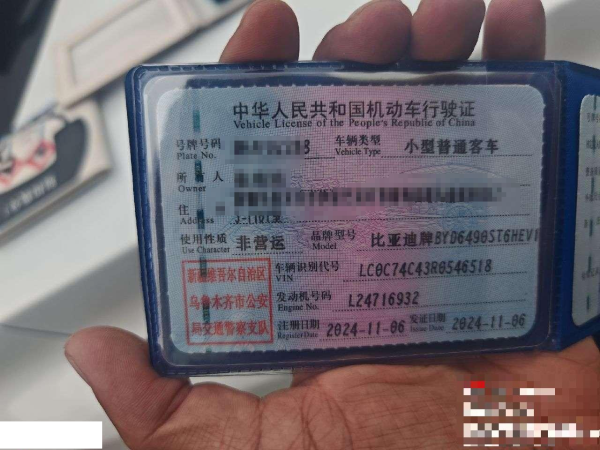 中华人民共和国机动车行驶证
Vehicle License of the People's Republic of China
号牌号码 8 车辆类型 小型普通客车
Plate No. Vehicle Type
所有人
Owner
住
Address
使用性质 非营运 品牌型号 比亚迪牌BYD6490ST6HEV1
Use Character Model
新疆维吾尔自治区
乌鲁木齐市公安
局交通警察支队
车辆识别代号 LC0C74C43R0546518
VIN
发动机号码 L24716932
Engine No.
注册日期 2024-11-06 发证日期 2024-11-06
Register Date Issue Date